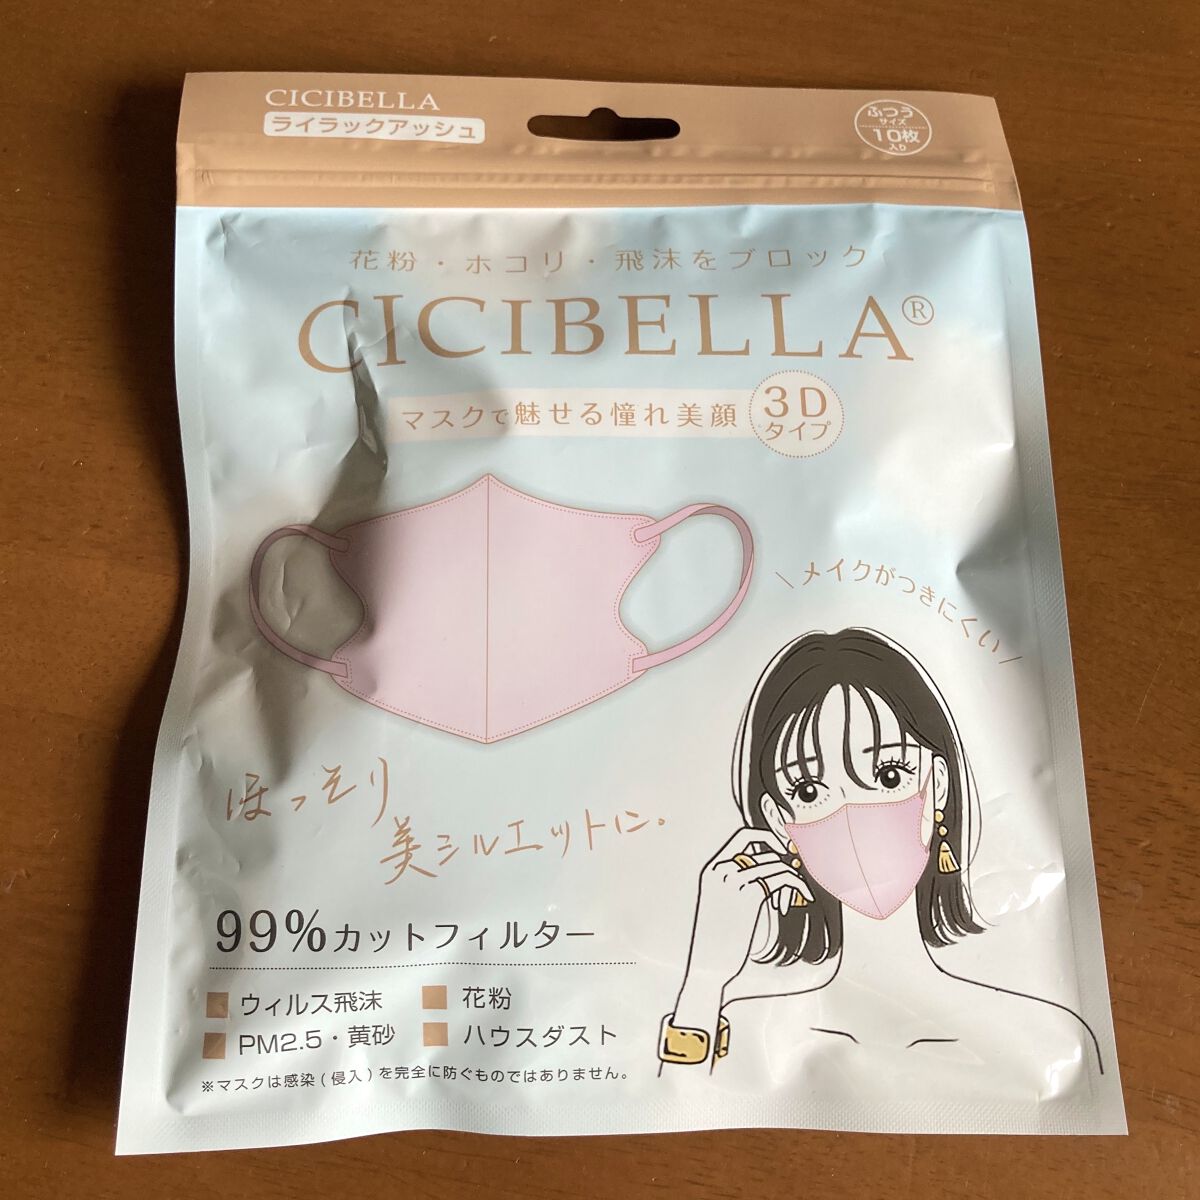 CICIBELLA
ライラックアッシュ
ふつう
サイズ
10枚
入り
花粉・ホコリ・飛沫をブロック
CICIBELLA®
マスクで魅せる憧れ美顔
3D
タイプ
\メイクがつきにくい/
ほっそり
美シルエットに。
99%カットフィルター
ウィルス飛沫
花粉
PM2.5・黄砂
ハウスダスト
※マスクは感染(侵入)を完全に防ぐものではありません。